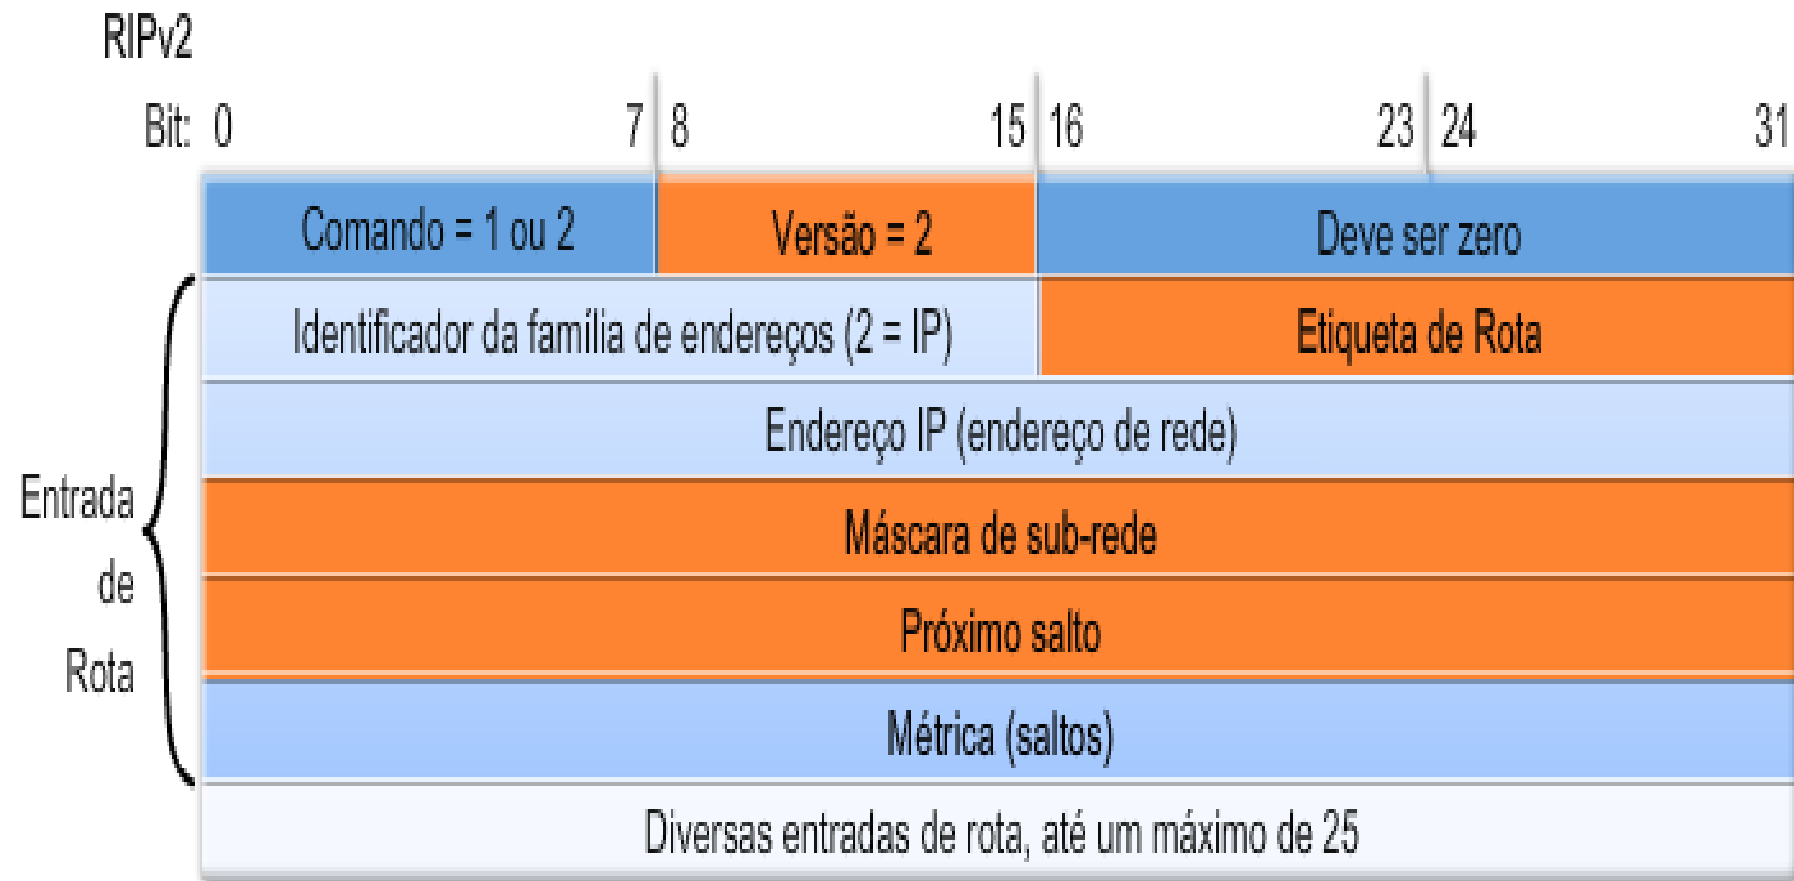 RIPv2
Bit: 0 7 8 15 16 23 24 31
Comando = 1 ou 2 Versão = 2 Deve ser zero
Identificador da família de endereços (2 = IP) Etiqueta de Rota
Endereço IP (endereço de rede)
Máscara de sub-rede
Próximo salto
Métrica (saltos)
Entrada
de
Rota
Diversas entradas de rota, até um máximo de 25